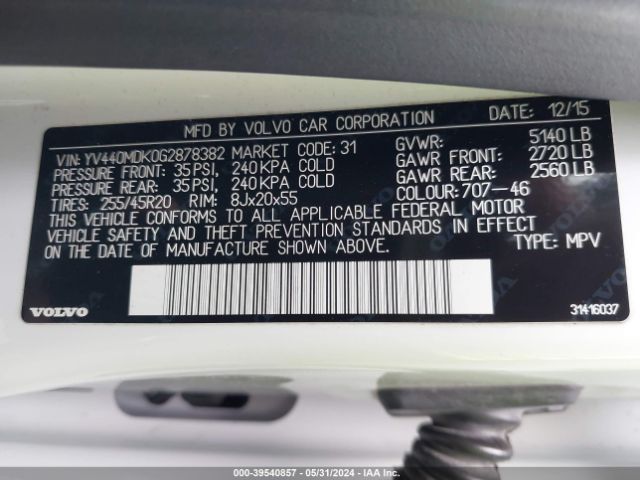 MFD BY VOLVO CAR CORPORATION DATE: 12/15
VIN: YV440MDK0G2878382 MARKET CODE: 31 GVWR: 5140 LB
PRESSURE FRONT: 35 PSI, 240 KPA COLD GAWR FRONT: 2720 LB
PRESSURE REAR: 35 PSI, 240 KPA COLD GAWR REAR: 2560 LB
TIRES: 255/45R20 RIM: 8Jx20x55 COLOUR: 707-46
THIS VEHICLE CONFORMS TO ALL APPLICABLE FEDERAL MOTOR
VEHICLE SAFETY AND THEFT PREVENTION STANDARDS IN EFFECT
ON THE DATE OF MANUFACTURE SHOWN ABOVE. TYPE: MPV
VOLVO 31416037
000-39540857 - 05/31/2024 - IAA Inc.